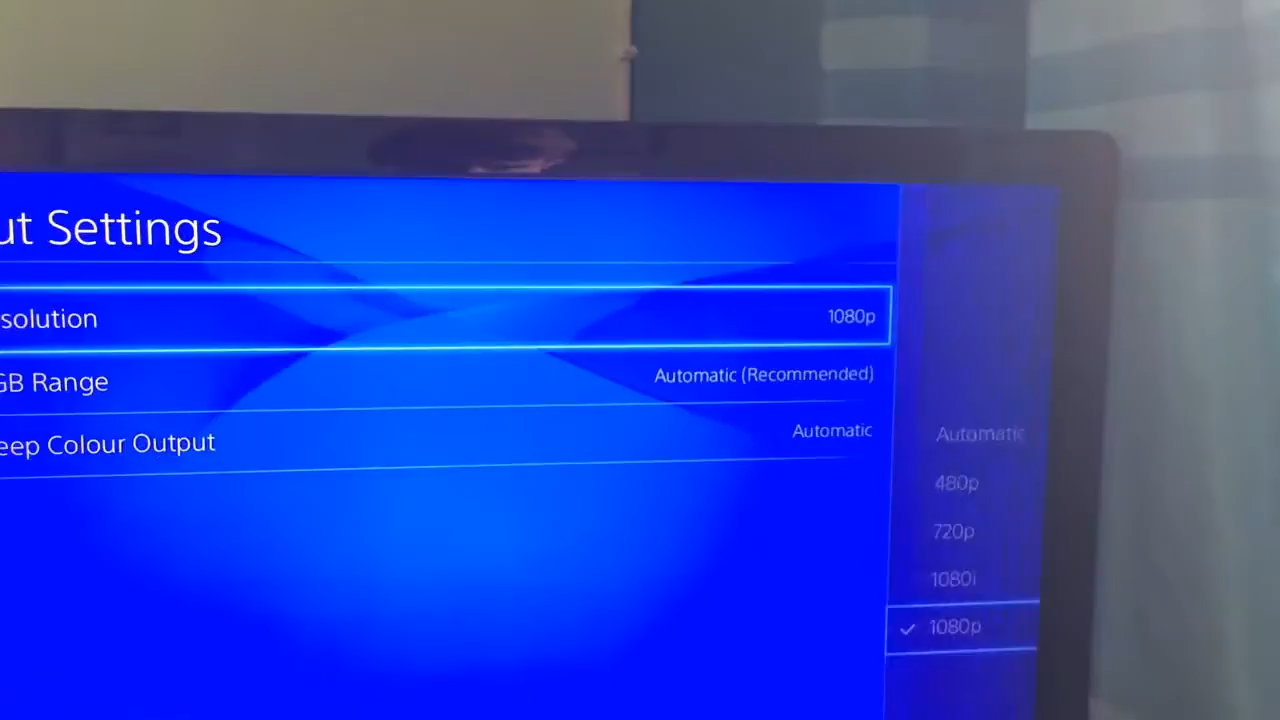 ut Settings
solution 1080p
GB Range Automatic (Recommended)
eep Colour Output Automatic
Automatic
480p
720p
1080i
1080p